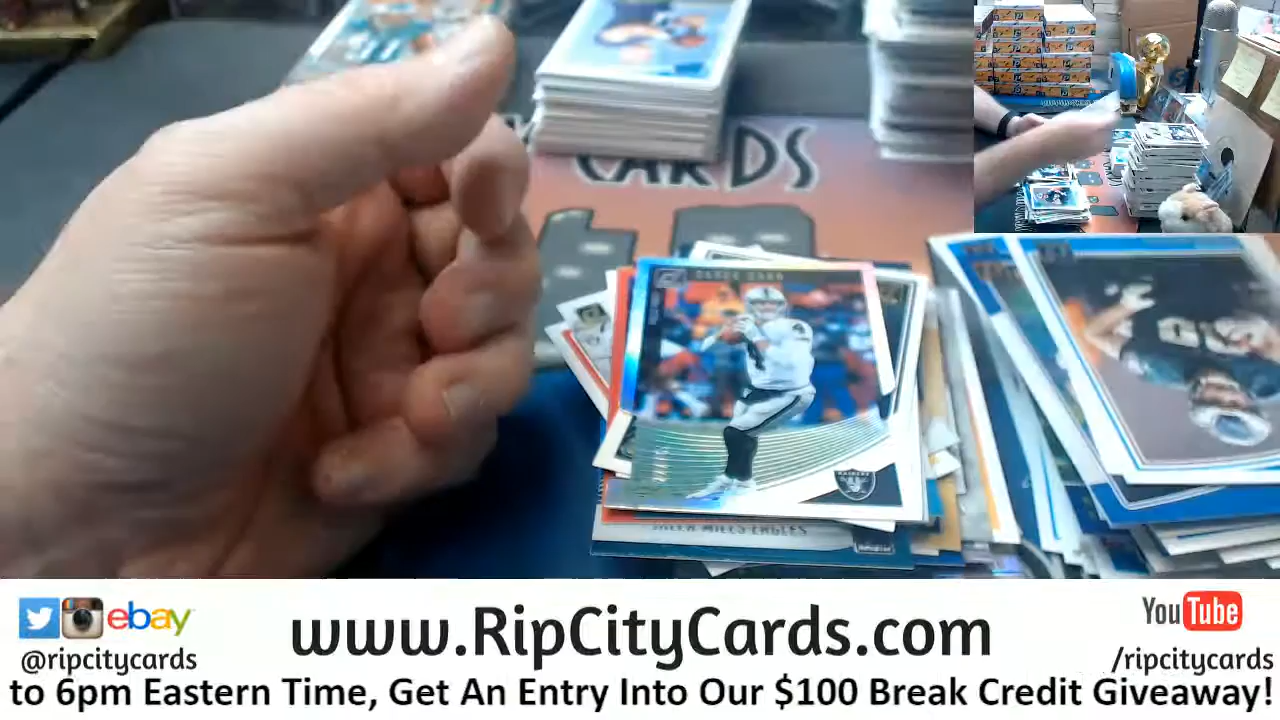 CARDS
DEREK CARR
RAIDERS
JALEN MILLS-EAGLES
ebay
www.RipCityCards.com
YouTube
@ripcitycards
/ripcitycards
to 6pm Eastern Time, Get An Entry Into Our $100 Break Credit Giveaway!